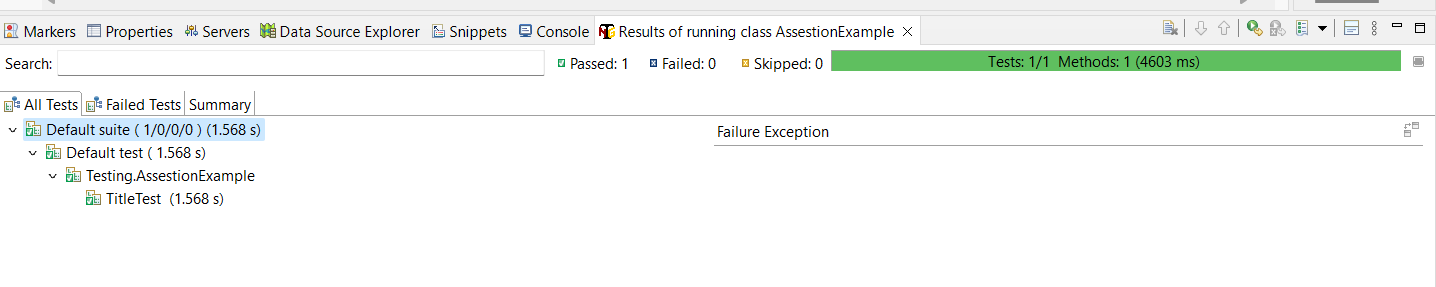 Markers Properties Servers Data Source Explorer Snippets Console Results of running class AssestionExample
Search: Passed: 1 Failed: 0 Skipped: 0 Tests: 1/1 Methods: 1 (4603 ms)
All Tests Failed Tests Summary
Default suite ( 1/0/0/0 ) (1.568 s) Failure Exception
Default test ( 1.568 s)
Testing.AssestionExample
TitleTest (1.568 s)